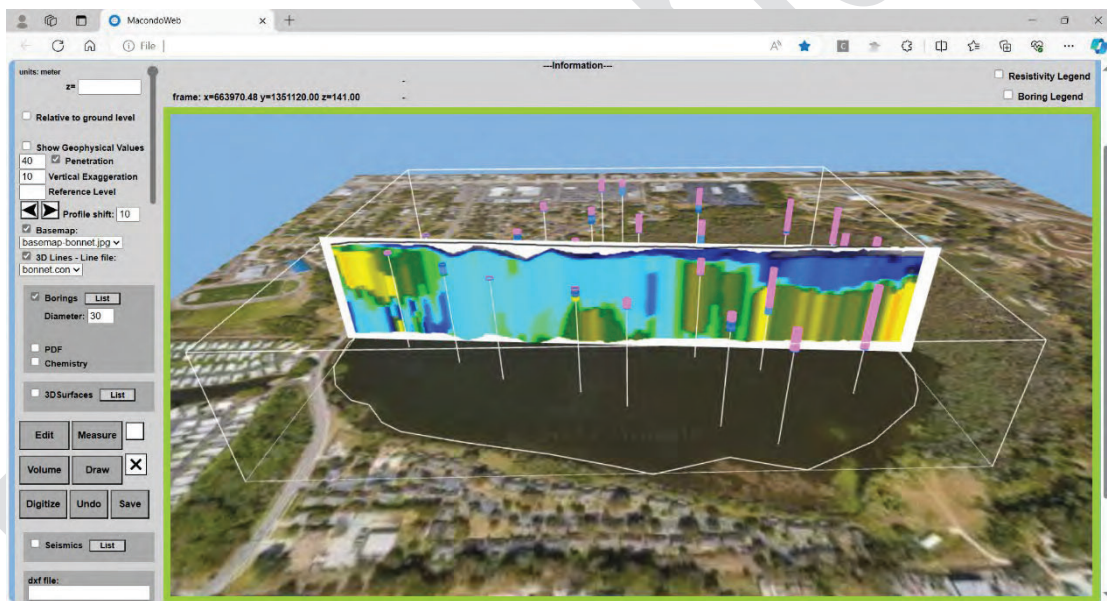 MacondoWeb
File
units: meter
z=
Relative to ground level
Show Geophysical Values
40 Penetration
10 Vertical Exaggeration
Reference Level
Profile shift: 10
Basemap:
basemap-bonnet.jpg
3D Lines - Line file:
bonnet.con
Borings List
Diameter: 30
PDF
Chemistry
3DSurfaces List
Edit Measure
Volume Draw X
Digitize Undo Save
Seismics List
dxf file:
---Information---
frame: x=663970.48 y=1351120.00 z=141.00
Resistivity Legend
Boring Legend